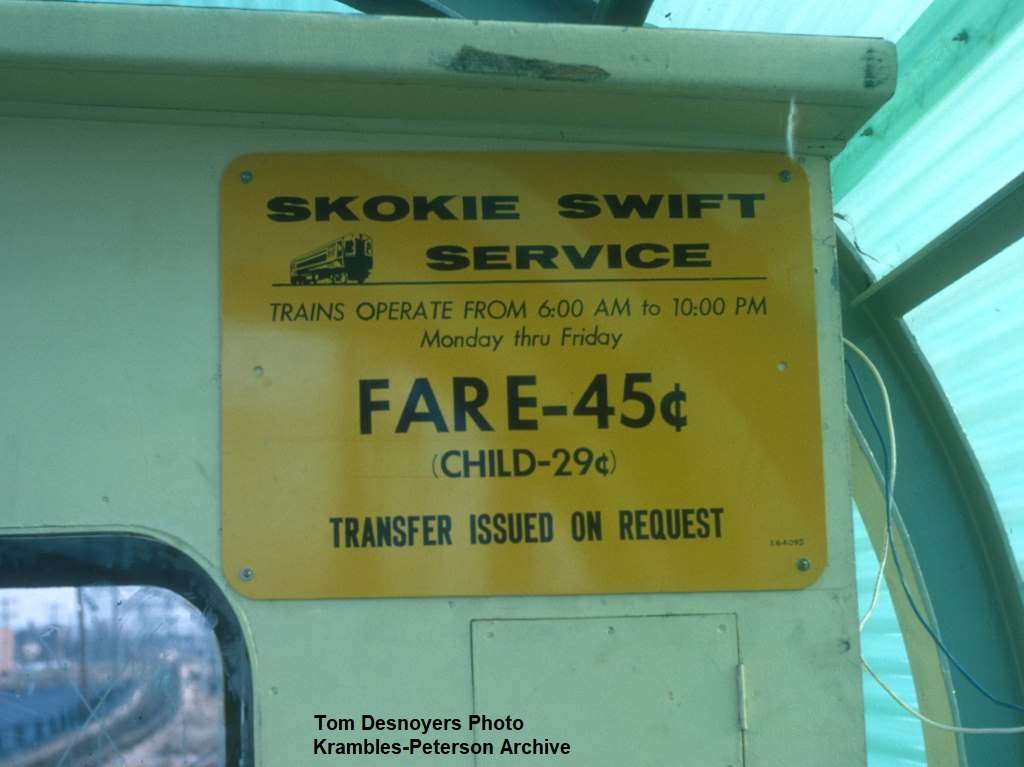 SKOKIE SWIFT
SERVICE
TRAINS OPERATE FROM 6:00 AM to 10:00 PM
Monday thru Friday
FARE-45¢
(CHILD-29¢)
TRANSFER ISSUED ON REQUEST
Tom Desnoyers Photo
Krambles-Peterson Archive